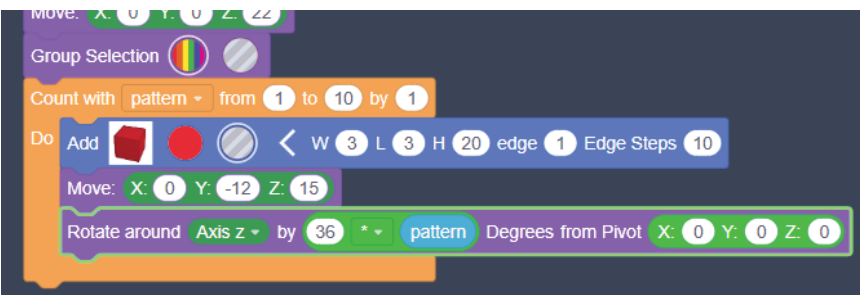 Move: X: 0 Y: 0 Z: 22
Group Selection
Count with pattern from 1 to 10 by 1
Do Add W 3 L 3 H 20 edge 1 Edge Steps 10
Move: X: 0 Y: -12 Z: 15
Rotate around Axis z by 36 * pattern Degrees from Pivot X: 0 Y: 0 Z: 0